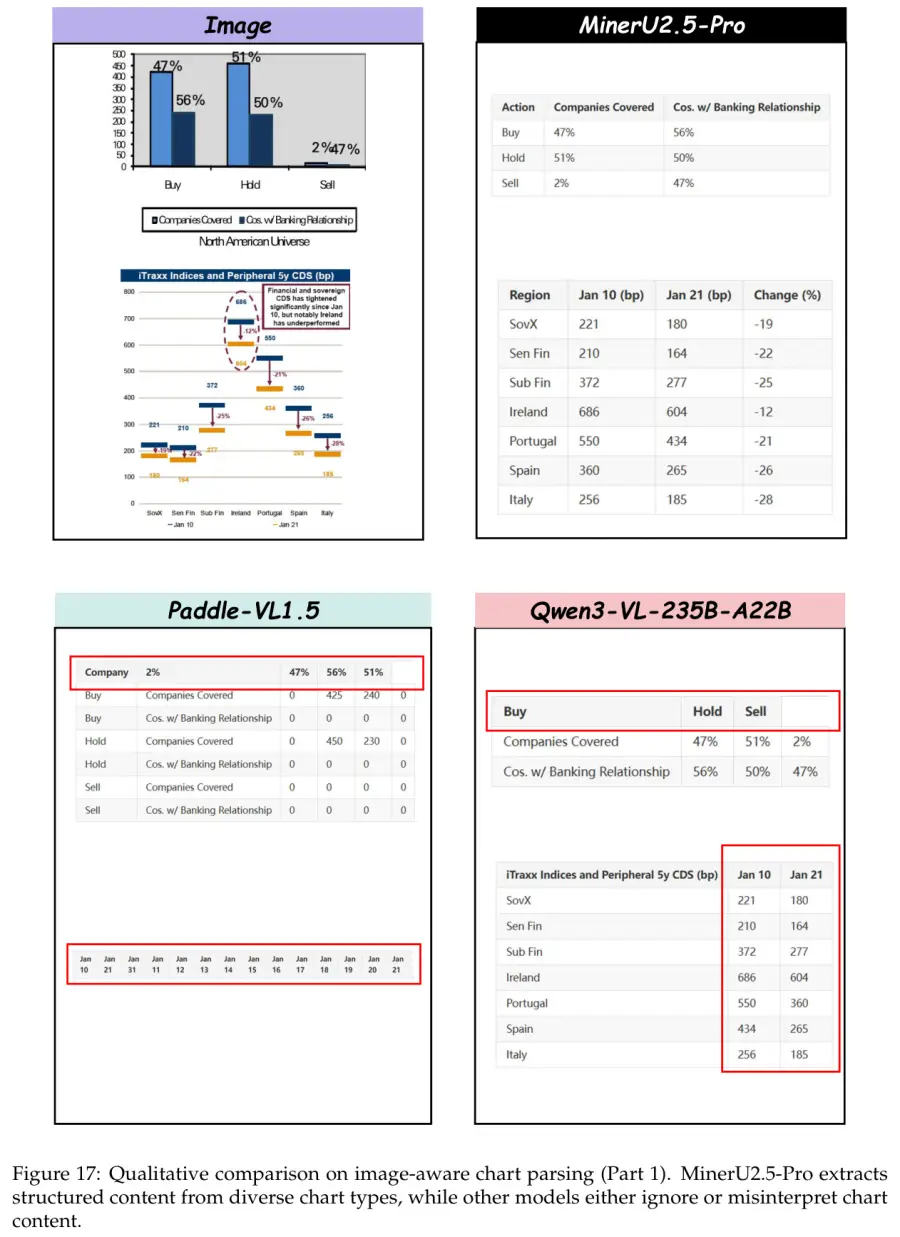 Image
500
450
400
350
300
250
200
150
100
50
0
47%
56%
51%
50%
2%
47%
Buy Hold Sell
Companies Covered Cos. w/ Banking Relationship
North American Universe
iTraxx Indices and Peripheral 5y CDS (bp)
800
700
600
500
400
300
200
100
0
Financial and sovereign
CDS has tightened
significantly since Jan
10, but notably Ireland
has underperformed
686
-12%
604
550
-21%
434
372
-25%
277
360
-26%
265
256
-28%
185
221
-19%
180
210
-22%
164
SovX Sen Fin Sub Fin Ireland Portugal Spain Italy
Jan 10 Jan 21
MinerU2.5-Pro
Action Companies Covered Cos. w/ Banking Relationship
Buy 47% 56%
Hold 51% 50%
Sell 2% 47%
Region Jan 10 (bp) Jan 21 (bp) Change (%)
SovX 221 180 -19
Sen Fin 210 164 -22
Sub Fin 372 277 -25
Ireland 686 604 -12
Portugal 550 434 -21
Spain 360 265 -26
Italy 256 185 -28
Paddle-VL1.5
Company 2% 47% 56% 51%
Buy Companies Covered 0 425 240 0
Buy Cos. w/ Banking Relationship 0 0 0 0
Hold Companies Covered 0 450 230 0
Hold Cos. w/ Banking Relationship 0 0 0 0
Sell Companies Covered 0 0 0 0
Sell Cos. w/ Banking Relationship 0 0 0 0
Jan Jan Jan Jan Jan Jan Jan Jan Jan Jan Jan Jan Jan Jan
10 21 31 11 12 13 14 15 16 17 18 19 20 21
Qwen3-VL-235B-A22B
Buy Hold Sell
Companies Covered 47% 51% 2%
Cos. w/ Banking Relationship 56% 50% 47%
iTraxx Indices and Peripheral 5y CDS (bp) Jan 10 Jan 21
SovX 221 180
Sen Fin 210 164
Sub Fin 372 277
Ireland 686 604
Portugal 550 360
Spain 434 265
Italy 256 185
Figure 17: Qualitative comparison on image-aware chart parsing (Part 1). MinerU2.5-Pro extracts
structured content from diverse chart types, while other models either ignore or misinterpret chart
content.